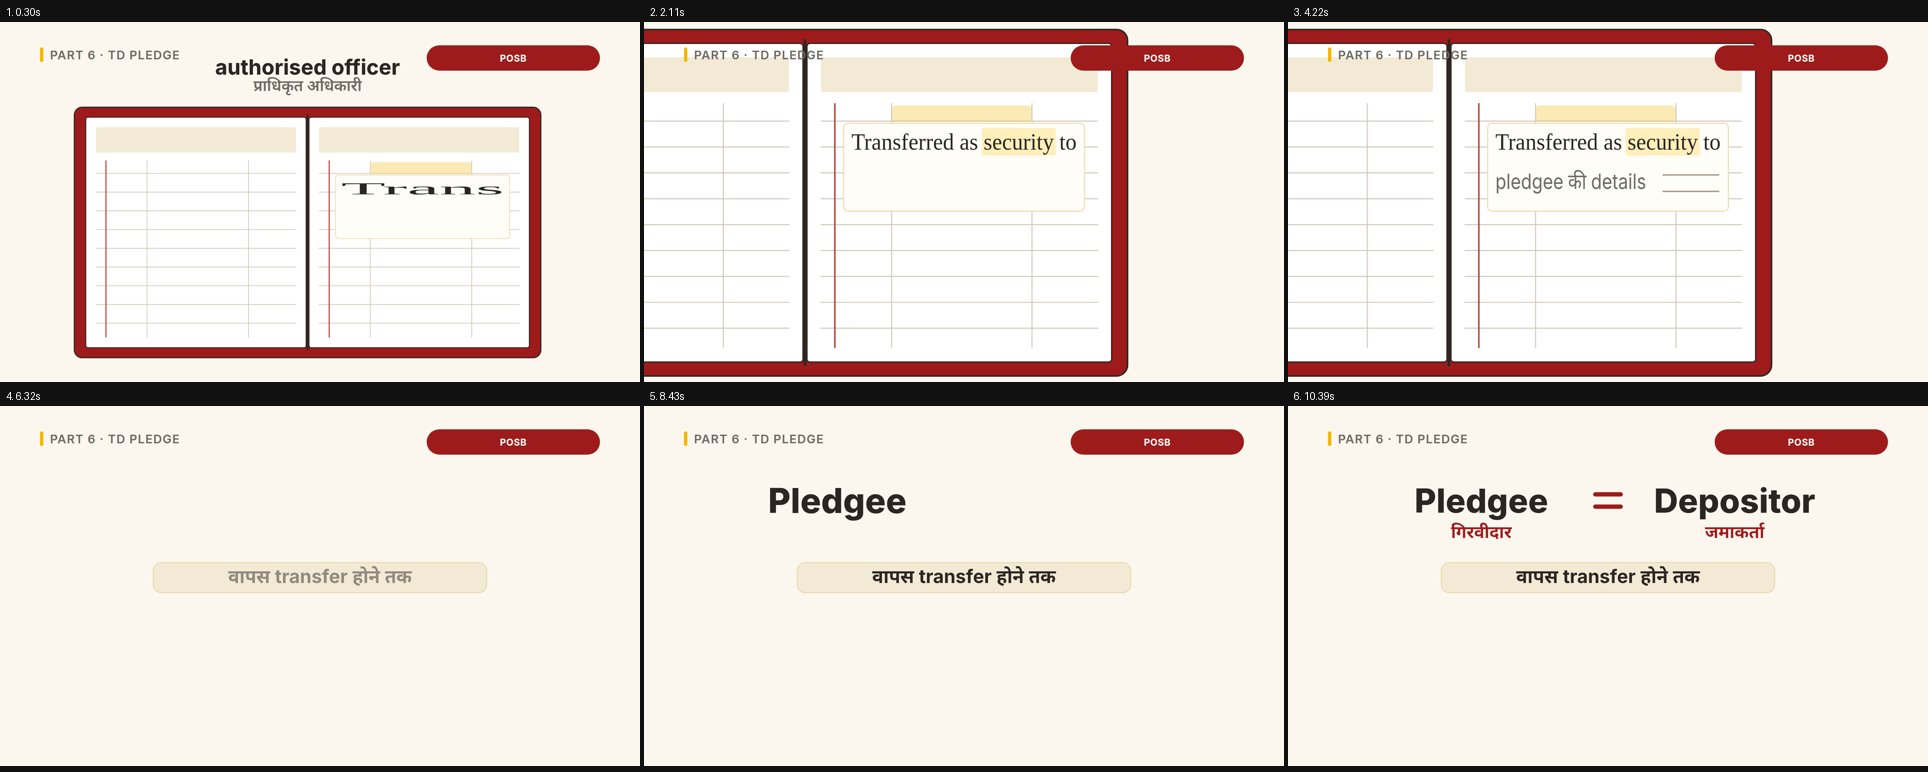 1. 0.30s
PART 6 · TD PLEDGE
authorised officer
प्राधिकृत अधिकारी
POSB
Trans
2. 2.11s
PART 6 · TD PLEDGE
POSB
Transferred as security to
3. 4.22s
PART 6 · TD PLEDGE
POSB
Transferred as security to
pledgee की details
4. 6.32s
PART 6 · TD PLEDGE
POSB
वापस transfer होने तक
5. 8.43s
PART 6 · TD PLEDGE
POSB
Pledgee
वापस transfer होने तक
6. 10.39s
PART 6 · TD PLEDGE
POSB
Pledgee = Depositor
गिरवीदार जमाकर्ता
वापस transfer होने तक